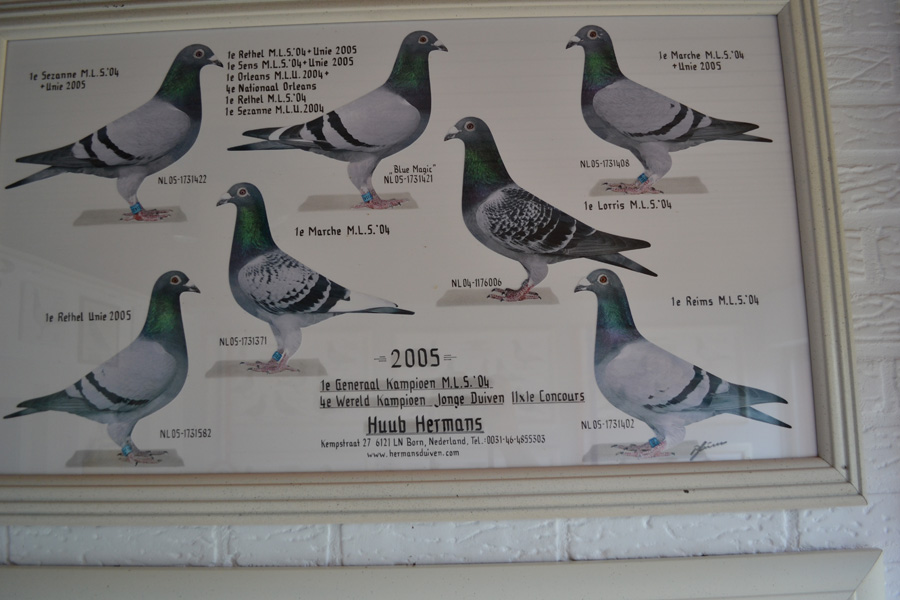 1e Sezanne M.L.S.'04
+Unie 2005
NL05-1731422
1e Rethel M.L.S.'04+Unie 2005
1e Sens M.L.S.'04+Unie 2005
1e Orleans M.L.U. 2004+
4e Nationaal Orleans
1e Rethel M.L.S.'04
1e Sezanne M.L.U. 2004
„Blue Magic"
NL05-1731421
1e Marche M.L.S.'04
+Unie 2005
NL05-1731408
1e Marche M.L.S.'04
NL05-1731371
1e Lorris M.L.S.'04
NL04-1176006
1e Rethel Unie 2005
NL05-1731582
1e Reims M.L.S.'04
NL05-1731402
2005
1e Generaal Kampioen M.L.S.'04
4e Wereld Kampioen Jonge Duiven 11x1e Concours
Huub Hermans
Kempstraat 27 6121 LN Born, Nederland, Tel.:0031-46-4855303
www.hermansduiven.com